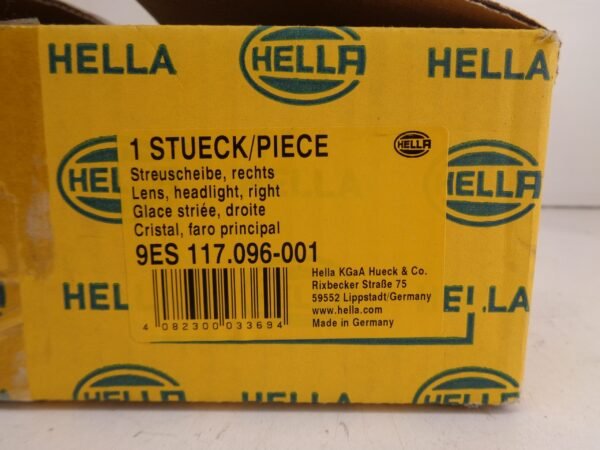 HELLA
HELLA
HELLA
1 STUECK/PIECE
HELLA
Streuscheibe, rechts
Lens, headlight, right
Glace striée, droite
Cristal, faro principal
9ES 117.096-001
HEL
HELLA
Hella KGaA Hueck & Co.
Rixbecker Straße 75
59552 Lippstadt/Germany
www.hella.com
Made in Germany
4 082300 033694
LLA
HELLA
HELLA